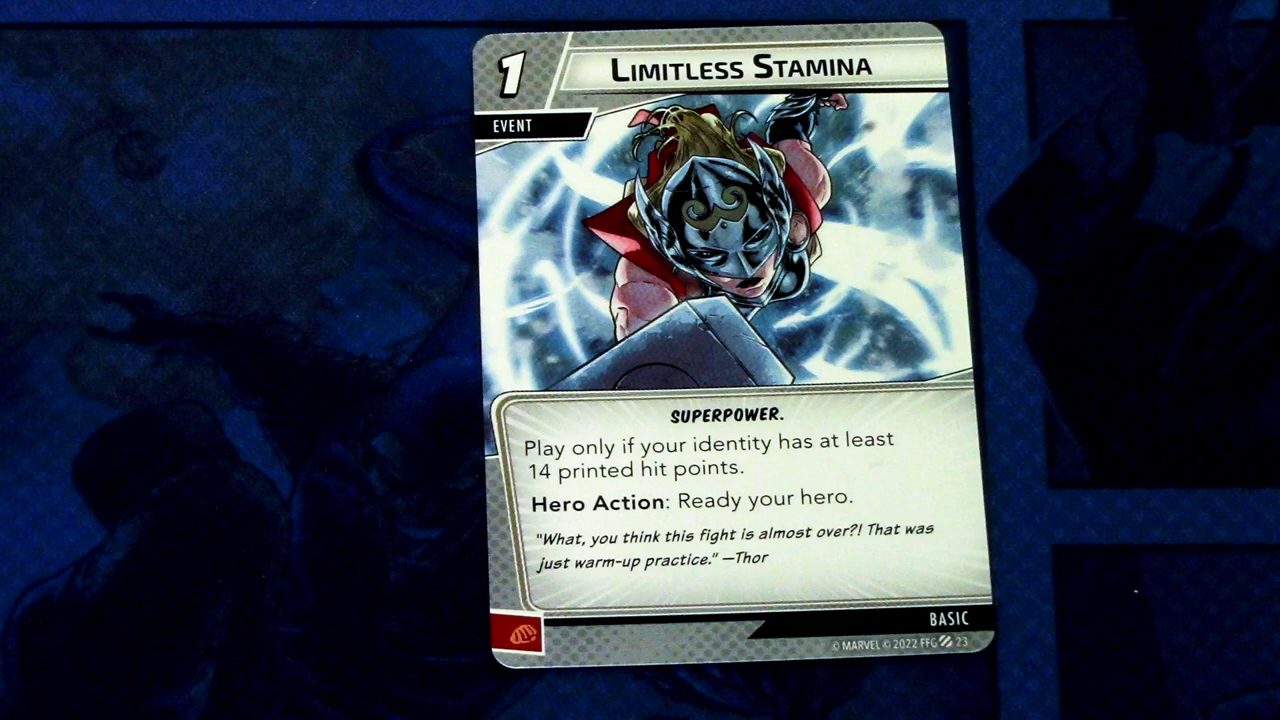 1
LIMITLESS STAMINA
EVENT
SUPERPOWER.
Play only if your identity has at least
14 printed hit points.
Hero Action: Ready your hero.
"What, you think this fight is almost over?! That was
just warm-up practice." —Thor
BASIC
© MARVEL © 2022 FFG 23